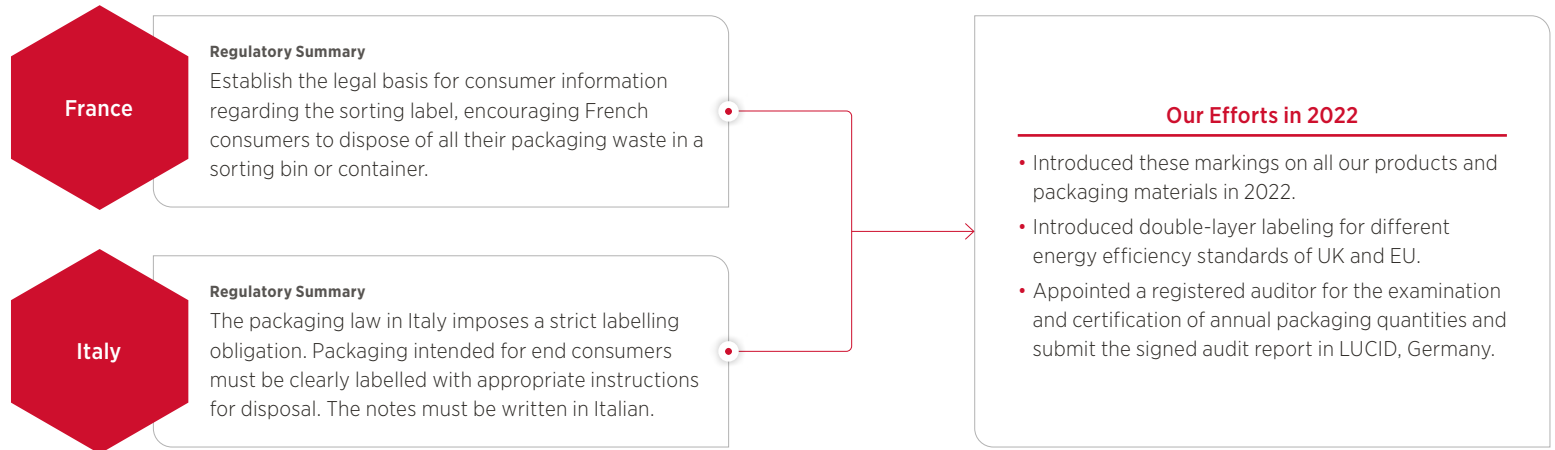 France
Regulatory Summary
Establish the legal basis for consumer information
regarding the sorting label, encouraging French
consumers to dispose of all their packaging waste in a
sorting bin or container.
Italy
Regulatory Summary
The packaging law in Italy imposes a strict labelling
obligation. Packaging intended for end consumers
must be clearly labelled with appropriate instructions
for disposal. The notes must be written in Italian.
Our Efforts in 2022
• Introduced these markings on all our products and
packaging materials in 2022.
• Introduced double-layer labeling for different
energy efficiency standards of UK and EU.
• Appointed a registered auditor for the examination
and certification of annual packaging quantities and
submit the signed audit report in LUCID, Germany.